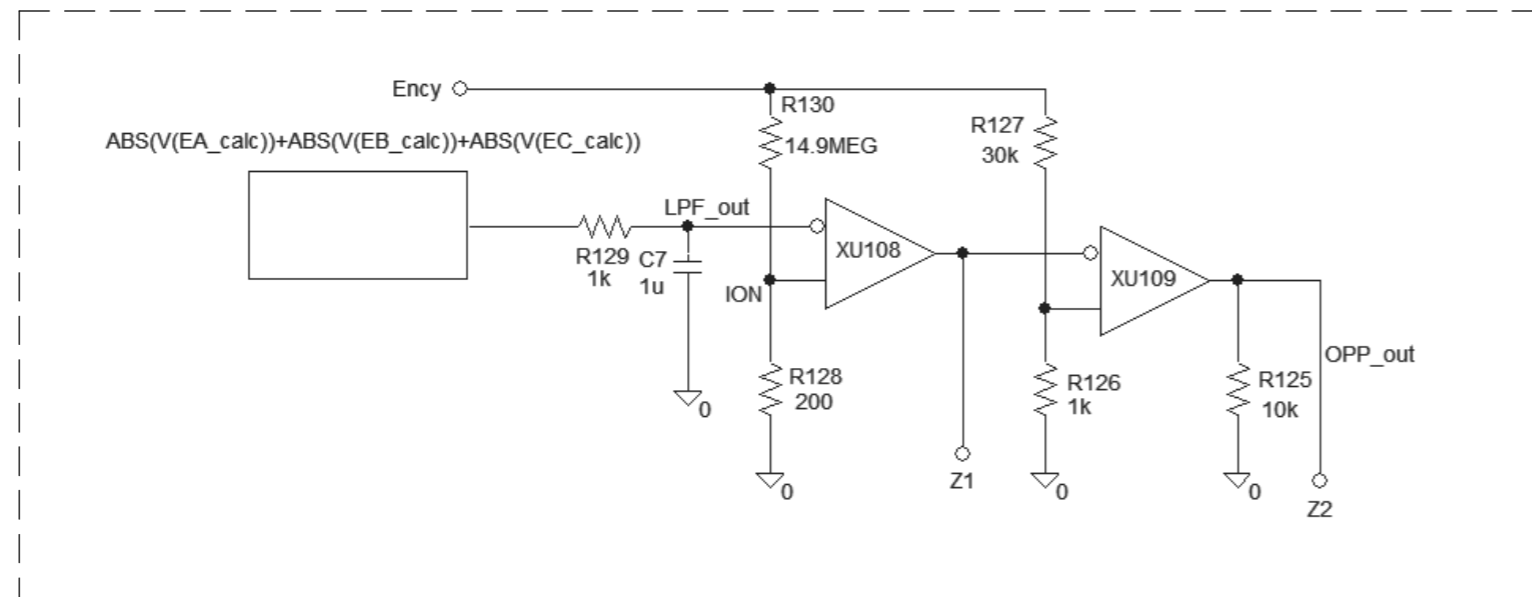 Ency
R130
ABS(V(EA_calc))+ABS(V(EB_calc))+ABS(V(EC_calc))
14.9MEG
R127
30k
LPF_out
R129
1k
C7
1u
XU108
ION
XU109
R128
200
R126
1k
R125
10k
OPP_out
0
Z1
0
0
0
Z2